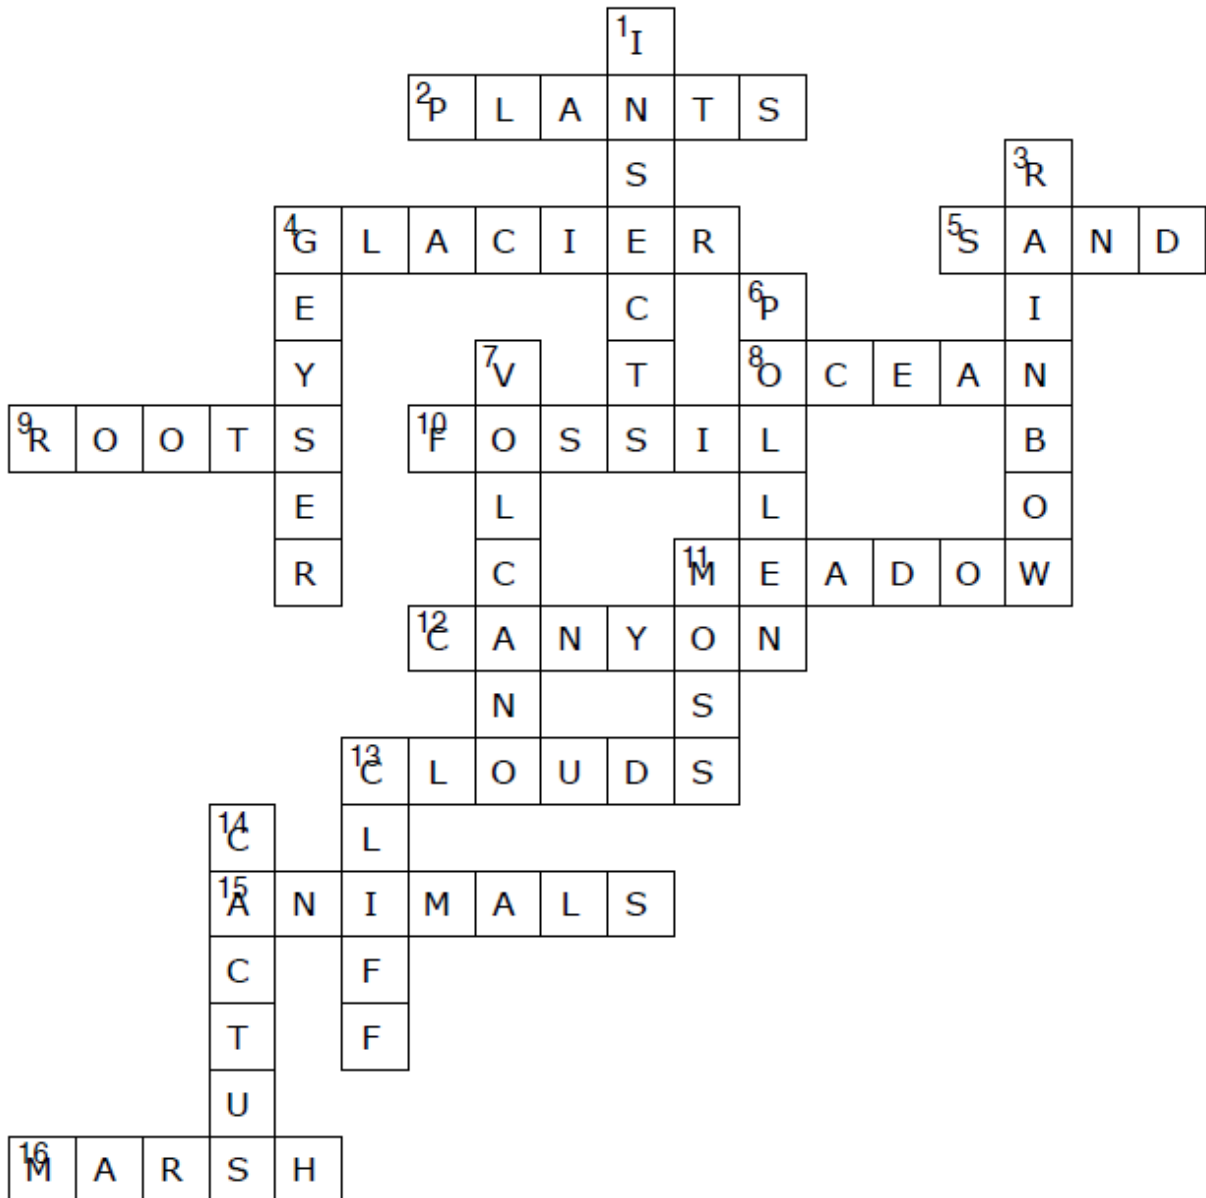 1 I
2 P L A N T S
S 3 R
4 G L A C I E R 5 S A N D
E C 6 P I
Y 7 V T 8 O C E A N
9 R O O T S 10 F O S S I L B
E L L O
R C 11 M E A D O W
12 C A N Y O N
N S
13 C L O U D S
14 C L
15 A N I M A L S
C F
T F
U
16 M A R S H